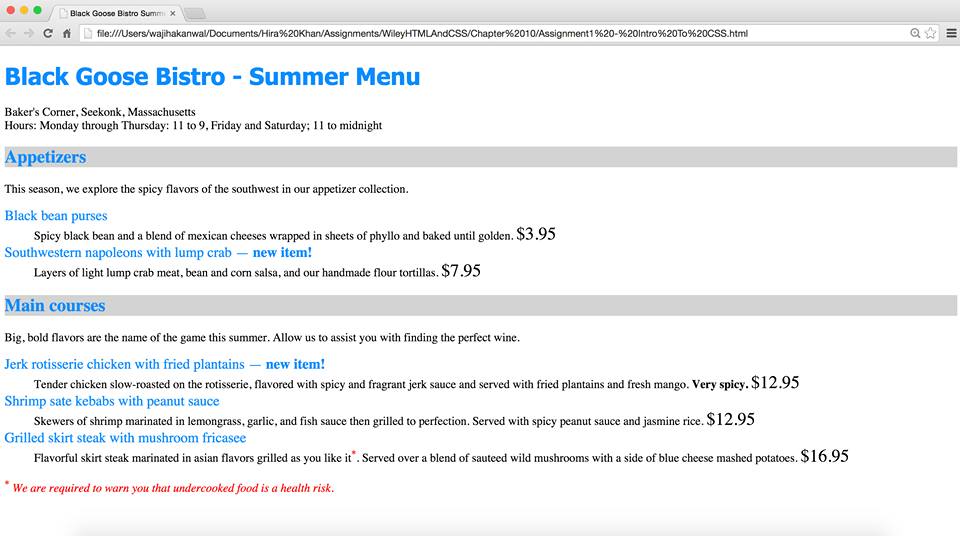 Black Goose Bistro Summ
file:///Users/wajihakanwal/Documents/Hira%20Khan/Assignments/WileyHTMLAndCSS/Chapter%2010/Assignment1%20-%20Intro%20To%20CSS.html
Black Goose Bistro - Summer Menu
Baker's Corner, Seekonk, Massachusetts
Hours: Monday through Thursday: 11 to 9, Friday and Saturday; 11 to midnight
Appetizers
This season, we explore the spicy flavors of the southwest in our appetizer collection.
Black bean purses
Spicy black bean and a blend of mexican cheeses wrapped in sheets of phyllo and baked until golden. $3.95
Southwestern napoleons with lump crab — new item!
Layers of light lump crab meat, bean and corn salsa, and our handmade flour tortillas. $7.95
Main courses
Big, bold flavors are the name of the game this summer. Allow us to assist you with finding the perfect wine.
Jerk rotisserie chicken with fried plantains — new item!
Tender chicken slow-roasted on the rotisserie, flavored with spicy and fragrant jerk sauce and served with fried plantains and fresh mango. Very spicy. $12.95
Shrimp sate kebabs with peanut sauce
Skewers of shrimp marinated in lemongrass, garlic, and fish sauce then grilled to perfection. Served with spicy peanut sauce and jasmine rice. $12.95
Grilled skirt steak with mushroom fricasee
Flavorful skirt steak marinated in asian flavors grilled as you like it*. Served over a blend of sauteed wild mushrooms with a side of blue cheese mashed potatoes. $16.95
* We are required to warn you that undercooked food is a health risk.